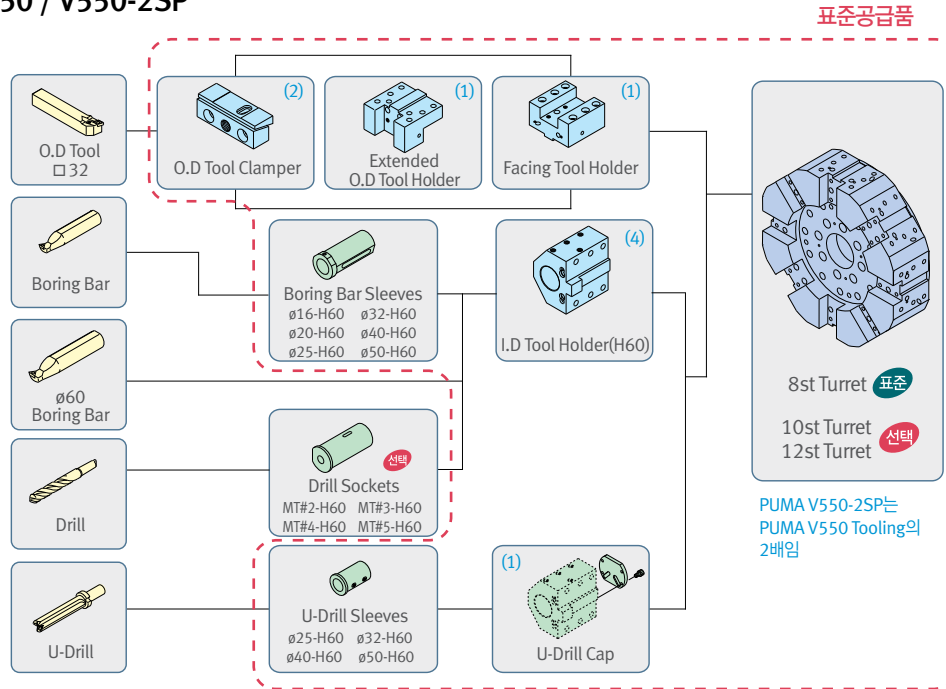 50 / V550-2SP
표준공급품
O.D Tool
□ 32
(2)
O.D Tool Clamper
(1)
Extended
O.D Tool Holder
(1)
Facing Tool Holder
Boring Bar
Boring Bar Sleeves
ø16-H60 ø32-H60
ø20-H60 ø40-H60
ø25-H60 ø50-H60
(4)
I.D Tool Holder(H60)
ø60
Boring Bar
8st Turret 표준
10st Turret
12st Turret
선택
Drill
선택
Drill Sockets
MT#2-H60 MT#3-H60
MT#4-H60 MT#5-H60
PUMA V550-2SP는
PUMA V550 Tooling의
2배임
U-Drill
U-Drill Sleeves
ø25-H60 ø32-H60
ø40-H60 ø50-H60
(1)
U-Drill Cap